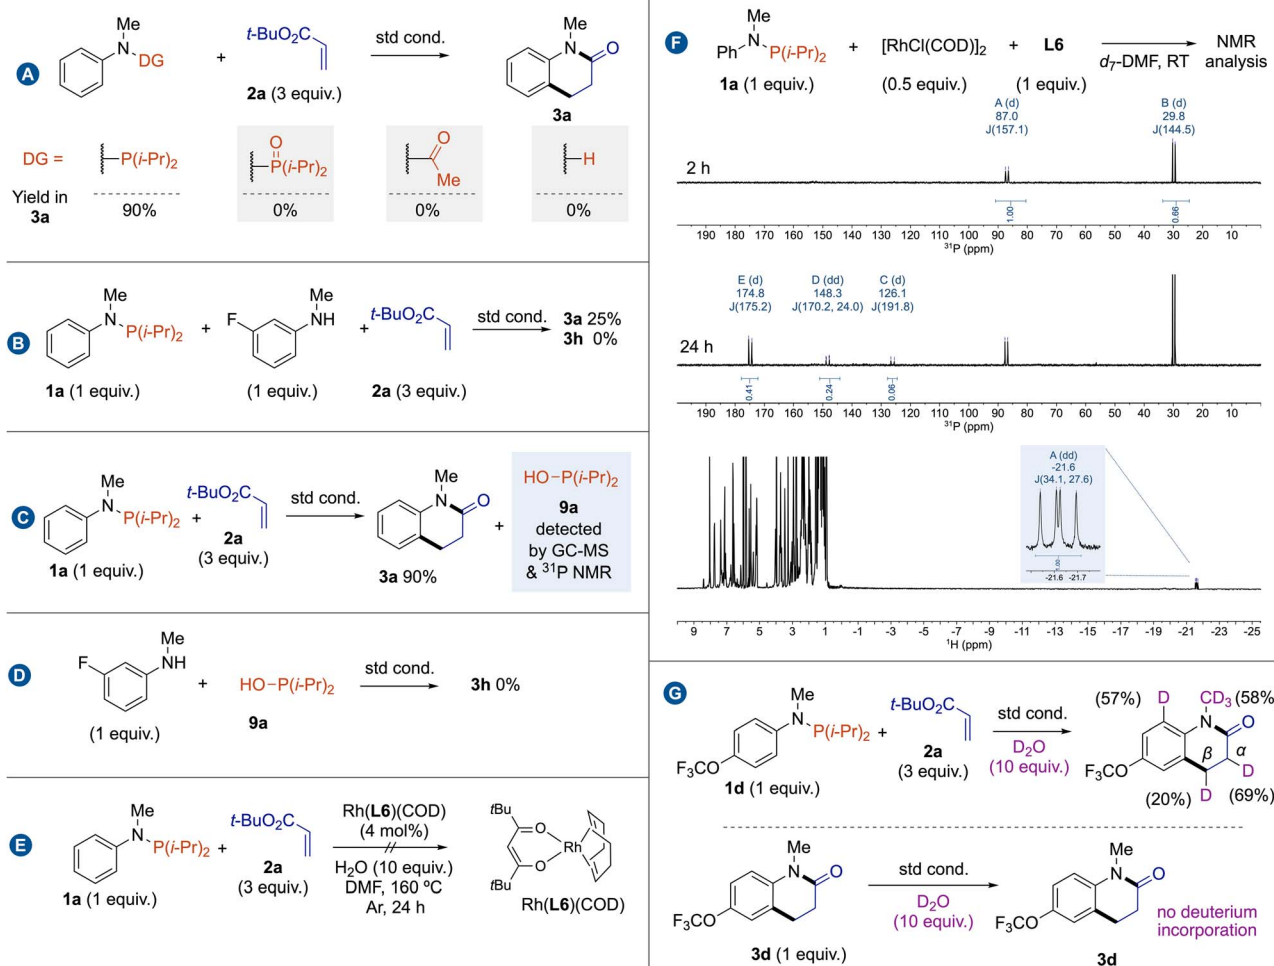 A
Me
N
DG
+
t-BuO2C
2a (3 equiv.)
std cond.
Me
N
O
3a
DG =
P(i-Pr)2
O
P(i-Pr)2
O
Me
H
Yield in
3a
90%
0%
0%
0%
B
Me
N
P(i-Pr)2
1a (1 equiv.)
+
F
Me
NH
(1 equiv.)
+
t-BuO2C
2a (3 equiv.)
std cond.
3a 25%
3h 0%
C
Me
N
P(i-Pr)2
1a (1 equiv.)
+
t-BuO2C
2a
(3 equiv.)
std cond.
Me
N
O
3a 90%
+
HO-P(i-Pr)2
9a
detected
by GC-MS
& 31P NMR
D
F
Me
NH
(1 equiv.)
+
HO-P(i-Pr)2
9a
std cond.
3h 0%
E
Me
N
P(i-Pr)2
1a (1 equiv.)
+
t-BuO2C
2a
(3 equiv.)
Rh(L6)(COD)
(4 mol%)
H2O (10 equiv.)
DMF, 160 ºC
Ar, 24 h
tBu
O
O
Rh
tBu
Rh(L6)(COD)
F
Me
Ph N P(i-Pr)2
1a (1 equiv.)
+
[RhCl(COD)]2
(0.5 equiv.)
+
L6
(1 equiv.)
d7-DMF, RT
NMR
analysis
A (d)
87.0
J(157.1)
B (d)
29.8
J(144.5)
2 h
1.00
0.66
190 180 170 160 150 140 130 120 110 100 90 80 70 60 50 40 30 20 10
31P (ppm)
E (d)
174.8
J(175.2)
D (dd)
148.3
J(170.2, 24.0)
C (d)
126.1
J(191.8)
24 h
0.41
0.24
0.06
190 180 170 160 150 140 130 120 110 100 90 80 70 60 50 40 30 20 10
31P (ppm)
A (dd)
-21.6
J(34.1, 27.6)
-21.6 -21.7
9 7 5 3 1 -1 -3 -5 -7 -9 -11 -13 -15 -17 -19 -21 -23 -25
1H (ppm)
G
Me
N
P(i-Pr)2
F3CO
1d (1 equiv.)
+
t-BuO2C
2a
(3 equiv.)
std cond.
D2O
(10 equiv.)
(57%) D CD3 (58%
N
O
β α
F3CO
D
(20%) D (69%)
Me
N
O
F3CO
3d (1 equiv.)
std cond.
D2O
(10 equiv.)
Me
N
O
F3CO
3d
no deuterium
incorporation